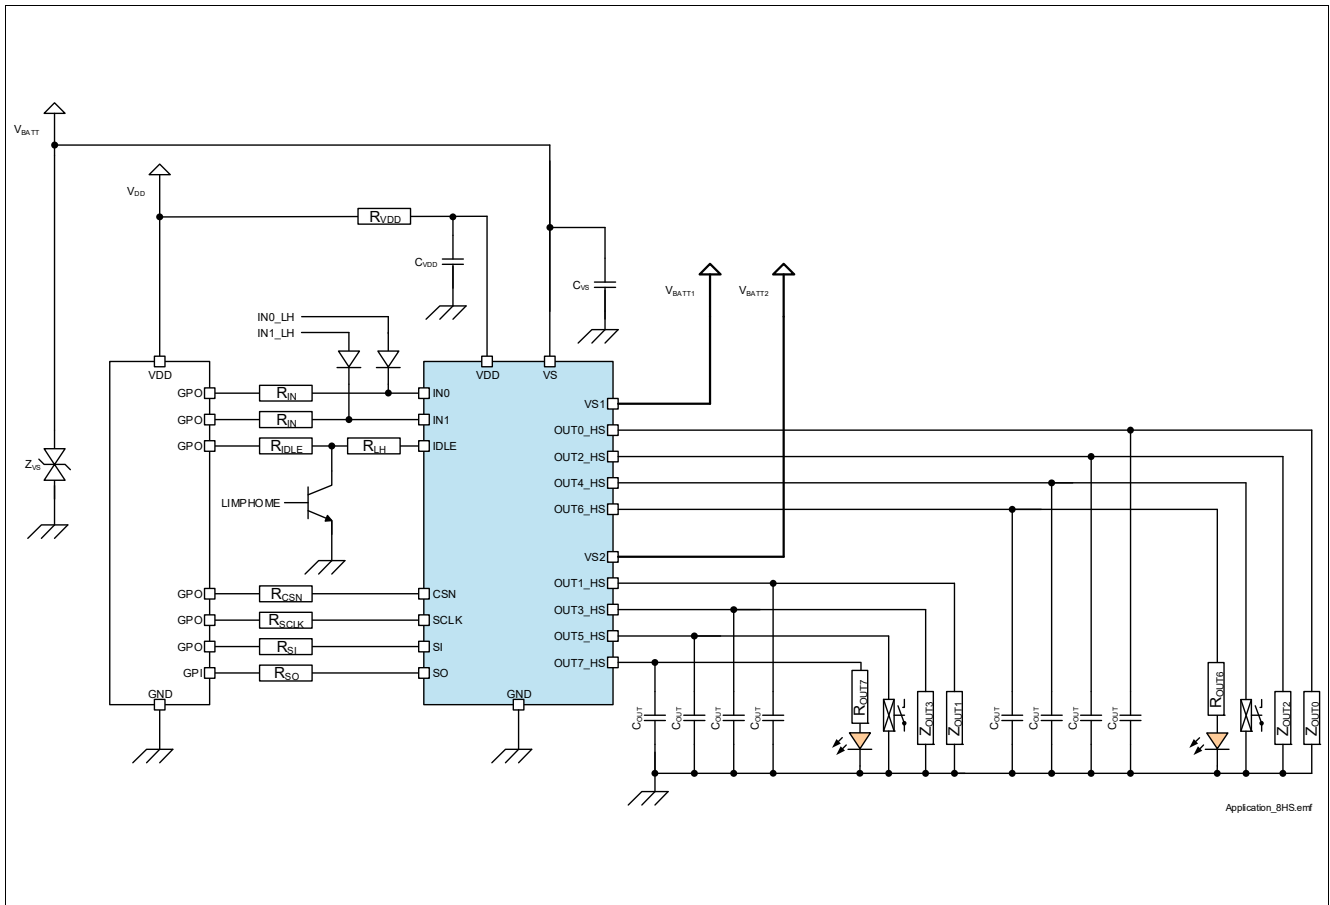 VBATT
VDD
RVDD
CVDD
CVS
VBATT1
VBATT2
IN0_LH
IN1_LH
VDD
VDD
VS
GPO
RIN
IN0
VS1
GPO
RIN
IN1
OUT0_HS
GPO
RIDLE
RLH
IDLE
OUT2_HS
ZVS
OUT4_HS
LIMPHOME
OUT6_HS
VS2
OUT1_HS
GPO
RCSN
CSN
OUT3_HS
GPO
RSCLK
SCLK
OUT5_HS
GPO
RSI
SI
OUT7_HS
GPI
RSO
SO
GND
GND
COUT
COUT
COUT
COUT
ROUT7
ZOUT3
ZOUT1
COUT
COUT
COUT
COUT
ROUT6
ZOUT2
ZOUT0
Application_8HS.emf